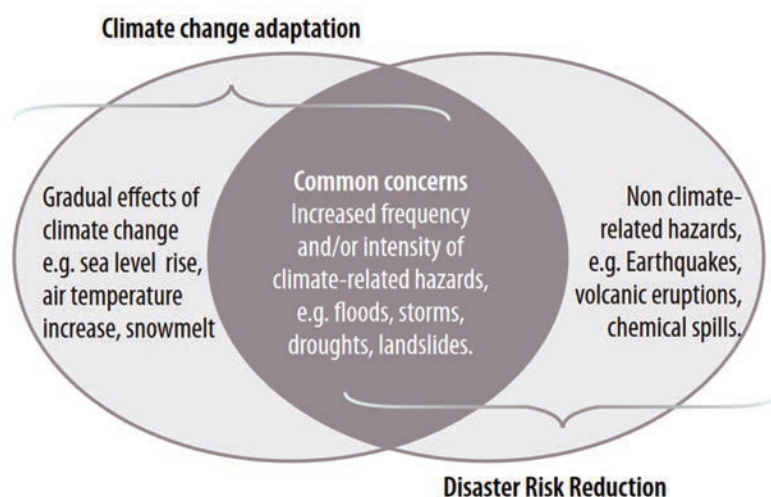 Climate change adaptation
Gradual effects of
climate change
e.g. sea level rise,
air temperature
increase, snowmelt
Common concerns
Increased frequency
and/or intensity of
climate-related hazards,
e.g. floods, storms,
droughts, landslides.
Non climate-
related hazards,
e.g. Earthquakes,
volcanic eruptions,
chemical spills.
Disaster Risk Reduction